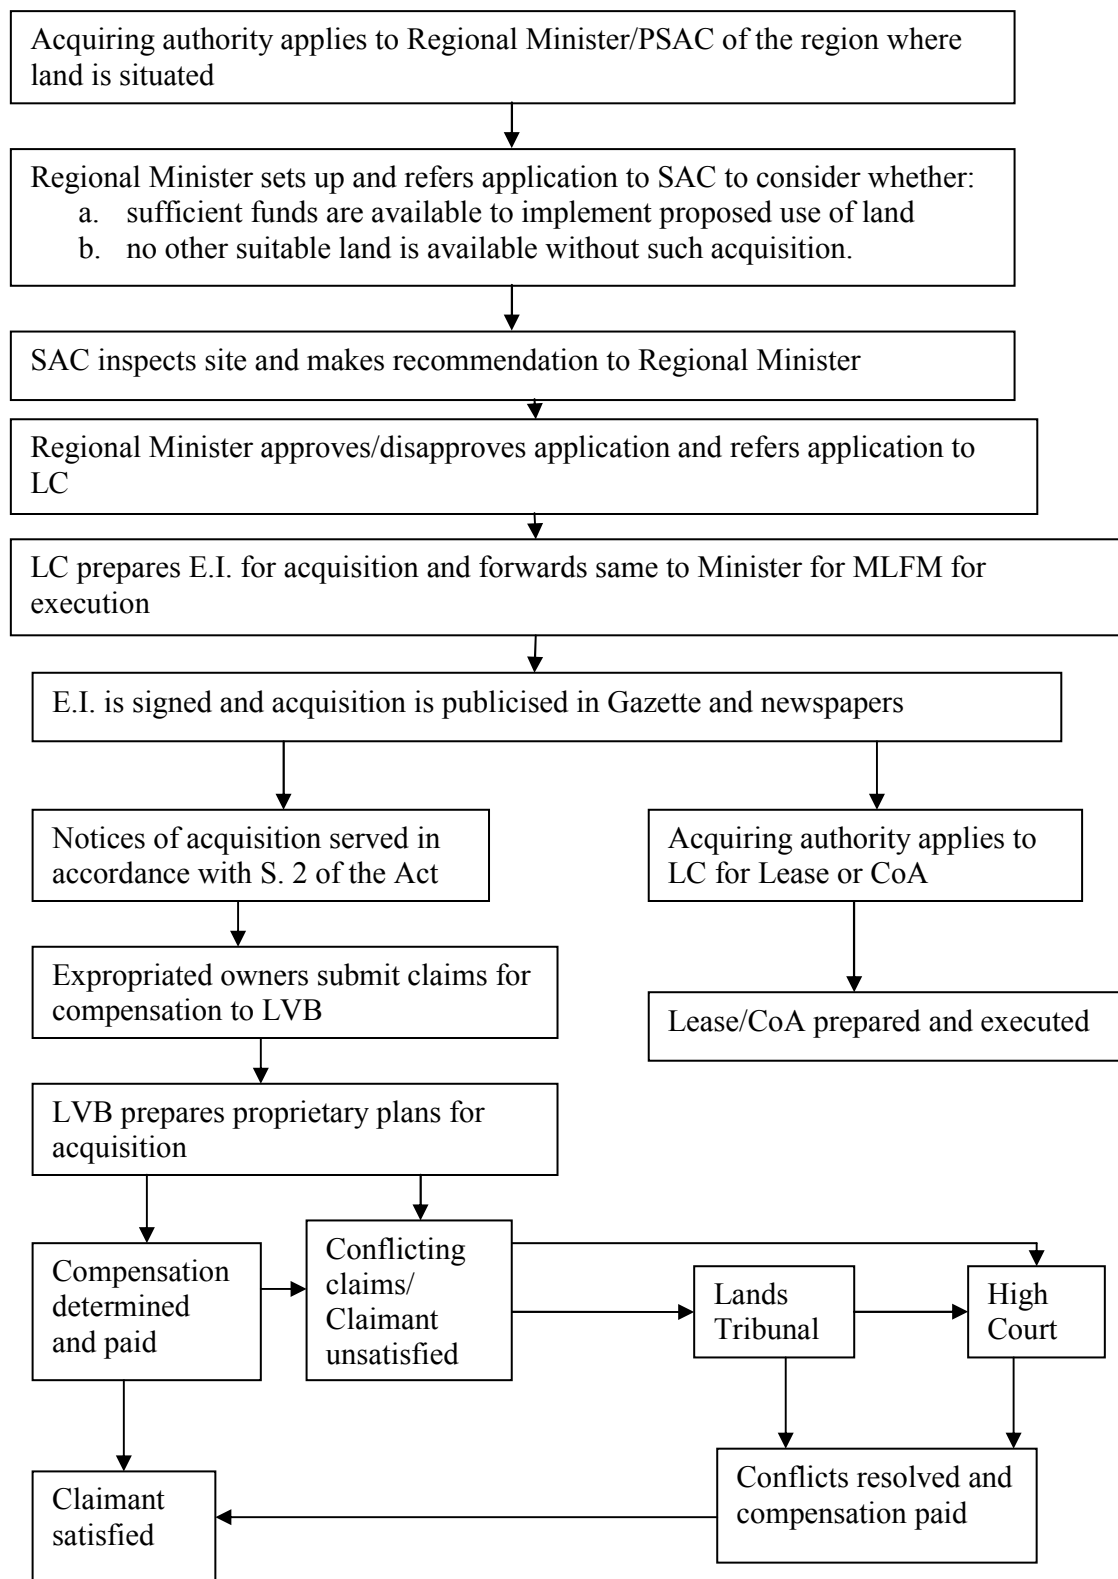 Acquiring authority applies to Regional Minister/PSAC of the region where
land is situated
Regional Minister sets up and refers application to SAC to consider whether:
a. sufficient funds are available to implement proposed use of land
b. no other suitable land is available without such acquisition.
SAC inspects site and makes recommendation to Regional Minister
Regional Minister approves/disapproves application and refers application to
LC
LC prepares E.I. for acquisition and forwards same to Minister for MLFM for
execution
E.I. is signed and acquisition is publicised in Gazette and newspapers
Notices of acquisition served in
accordance with S. 2 of the Act
Acquiring authority applies to
LC for Lease or CoA
Expropriated owners submit claims for
compensation to LVB
Lease/CoA prepared and executed
LVB prepares proprietary plans for
acquisition
Compensation
determined
and paid
Conflicting
claims/
Claimant
unsatisfied
Lands
Tribunal
High
Court
Claimant
satisfied
Conflicts resolved and
compensation paid